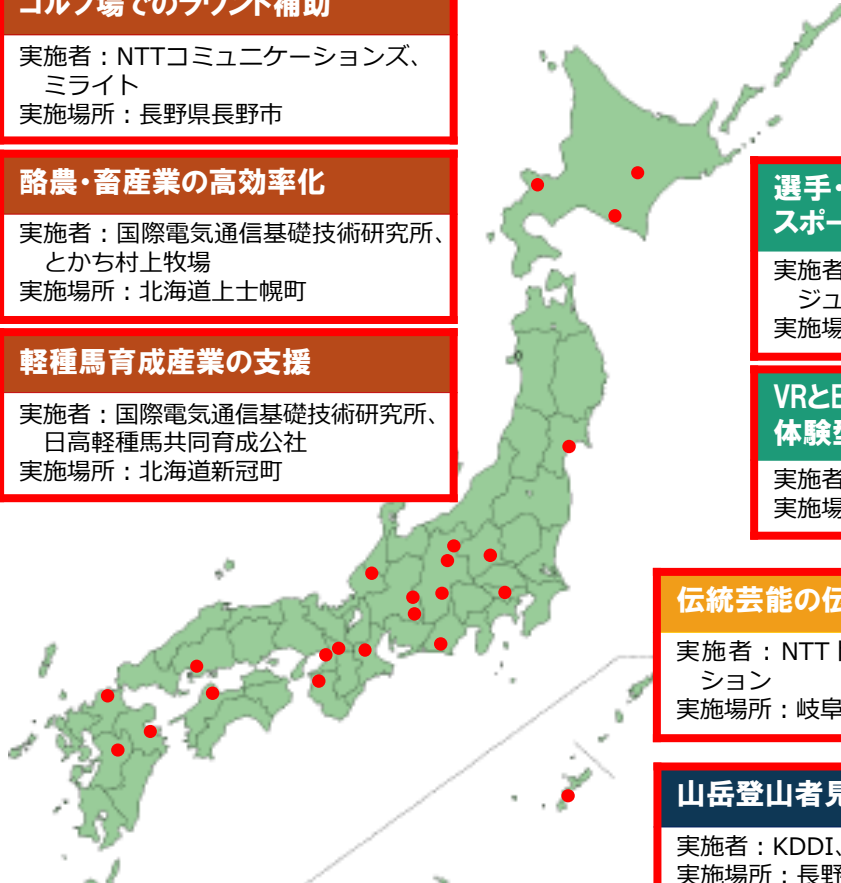 ゴルフ場でのラウンド補助
実施者：NTTコミュニケーションズ、
ミライト
実施場所：長野県長野市
酪農・畜産業の高効率化
実施者：国際電気通信基礎技術研究所、
とかち村上牧場
実施場所：北海道上士幌町
軽種馬育成産業の支援
実施者：国際電気通信基礎技術研究所、
日高軽種馬共同育成公社
実施場所：北海道新冠町
選手・
スポー
実施者
ジュ
実施場
VRと
体験型
実施者
実施場
伝統芸能の伝
実施者：NTT
ション
実施場所：岐阜
山岳登山者見
実施者：KDDI、
実施場所：長野